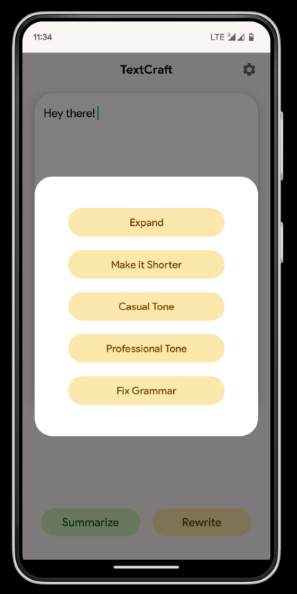 11:34 LTE
TextCraft
Hey there!
Expand
Make it Shorter
Casual Tone
Professional Tone
Fix Grammar
Summarize Rewrite